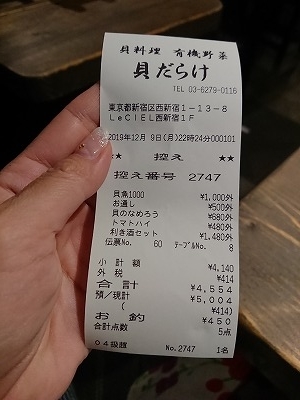 貝料理 有機野菜
貝だらけ
TEL 03-6279-0116
東京都新宿区西新宿1-13-8
LeCIEL西新宿1F
2019年12月 9日(月)22時24分000101
★★ 控え ★★
控え番号 2747
貝魚1000 ¥1,000外
お通し ¥500外
貝のなめろう ¥680外
トマトハイ ¥480外
利き酒セット ¥1,480外
伝票No. 60 テーブルNo. 8
小計額 ¥4,140
外税 ¥414
合計 ¥4,554
預/現計 ¥5,004
( ¥414)
お釣 ¥450
合計点数 5点
No.2747 1名